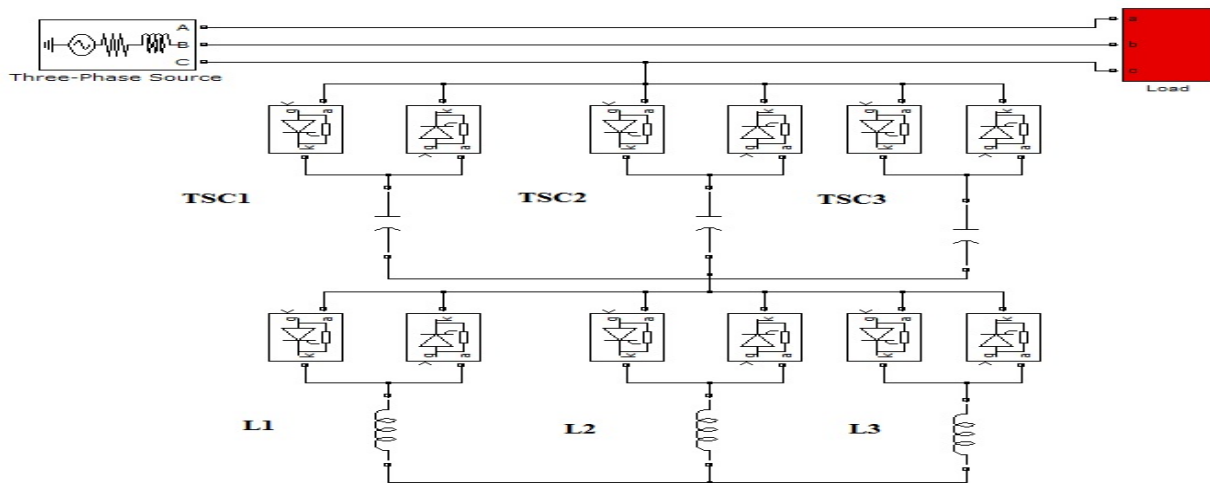 A
B
C
Three-Phase Source
a
b
c
Load
g a k
k g a
g a k
k g a
g a k
k g a
TSC1 TSC2 TSC3
g a k
k g a
g a k
k g a
g a k
k g a
L1 L2 L3